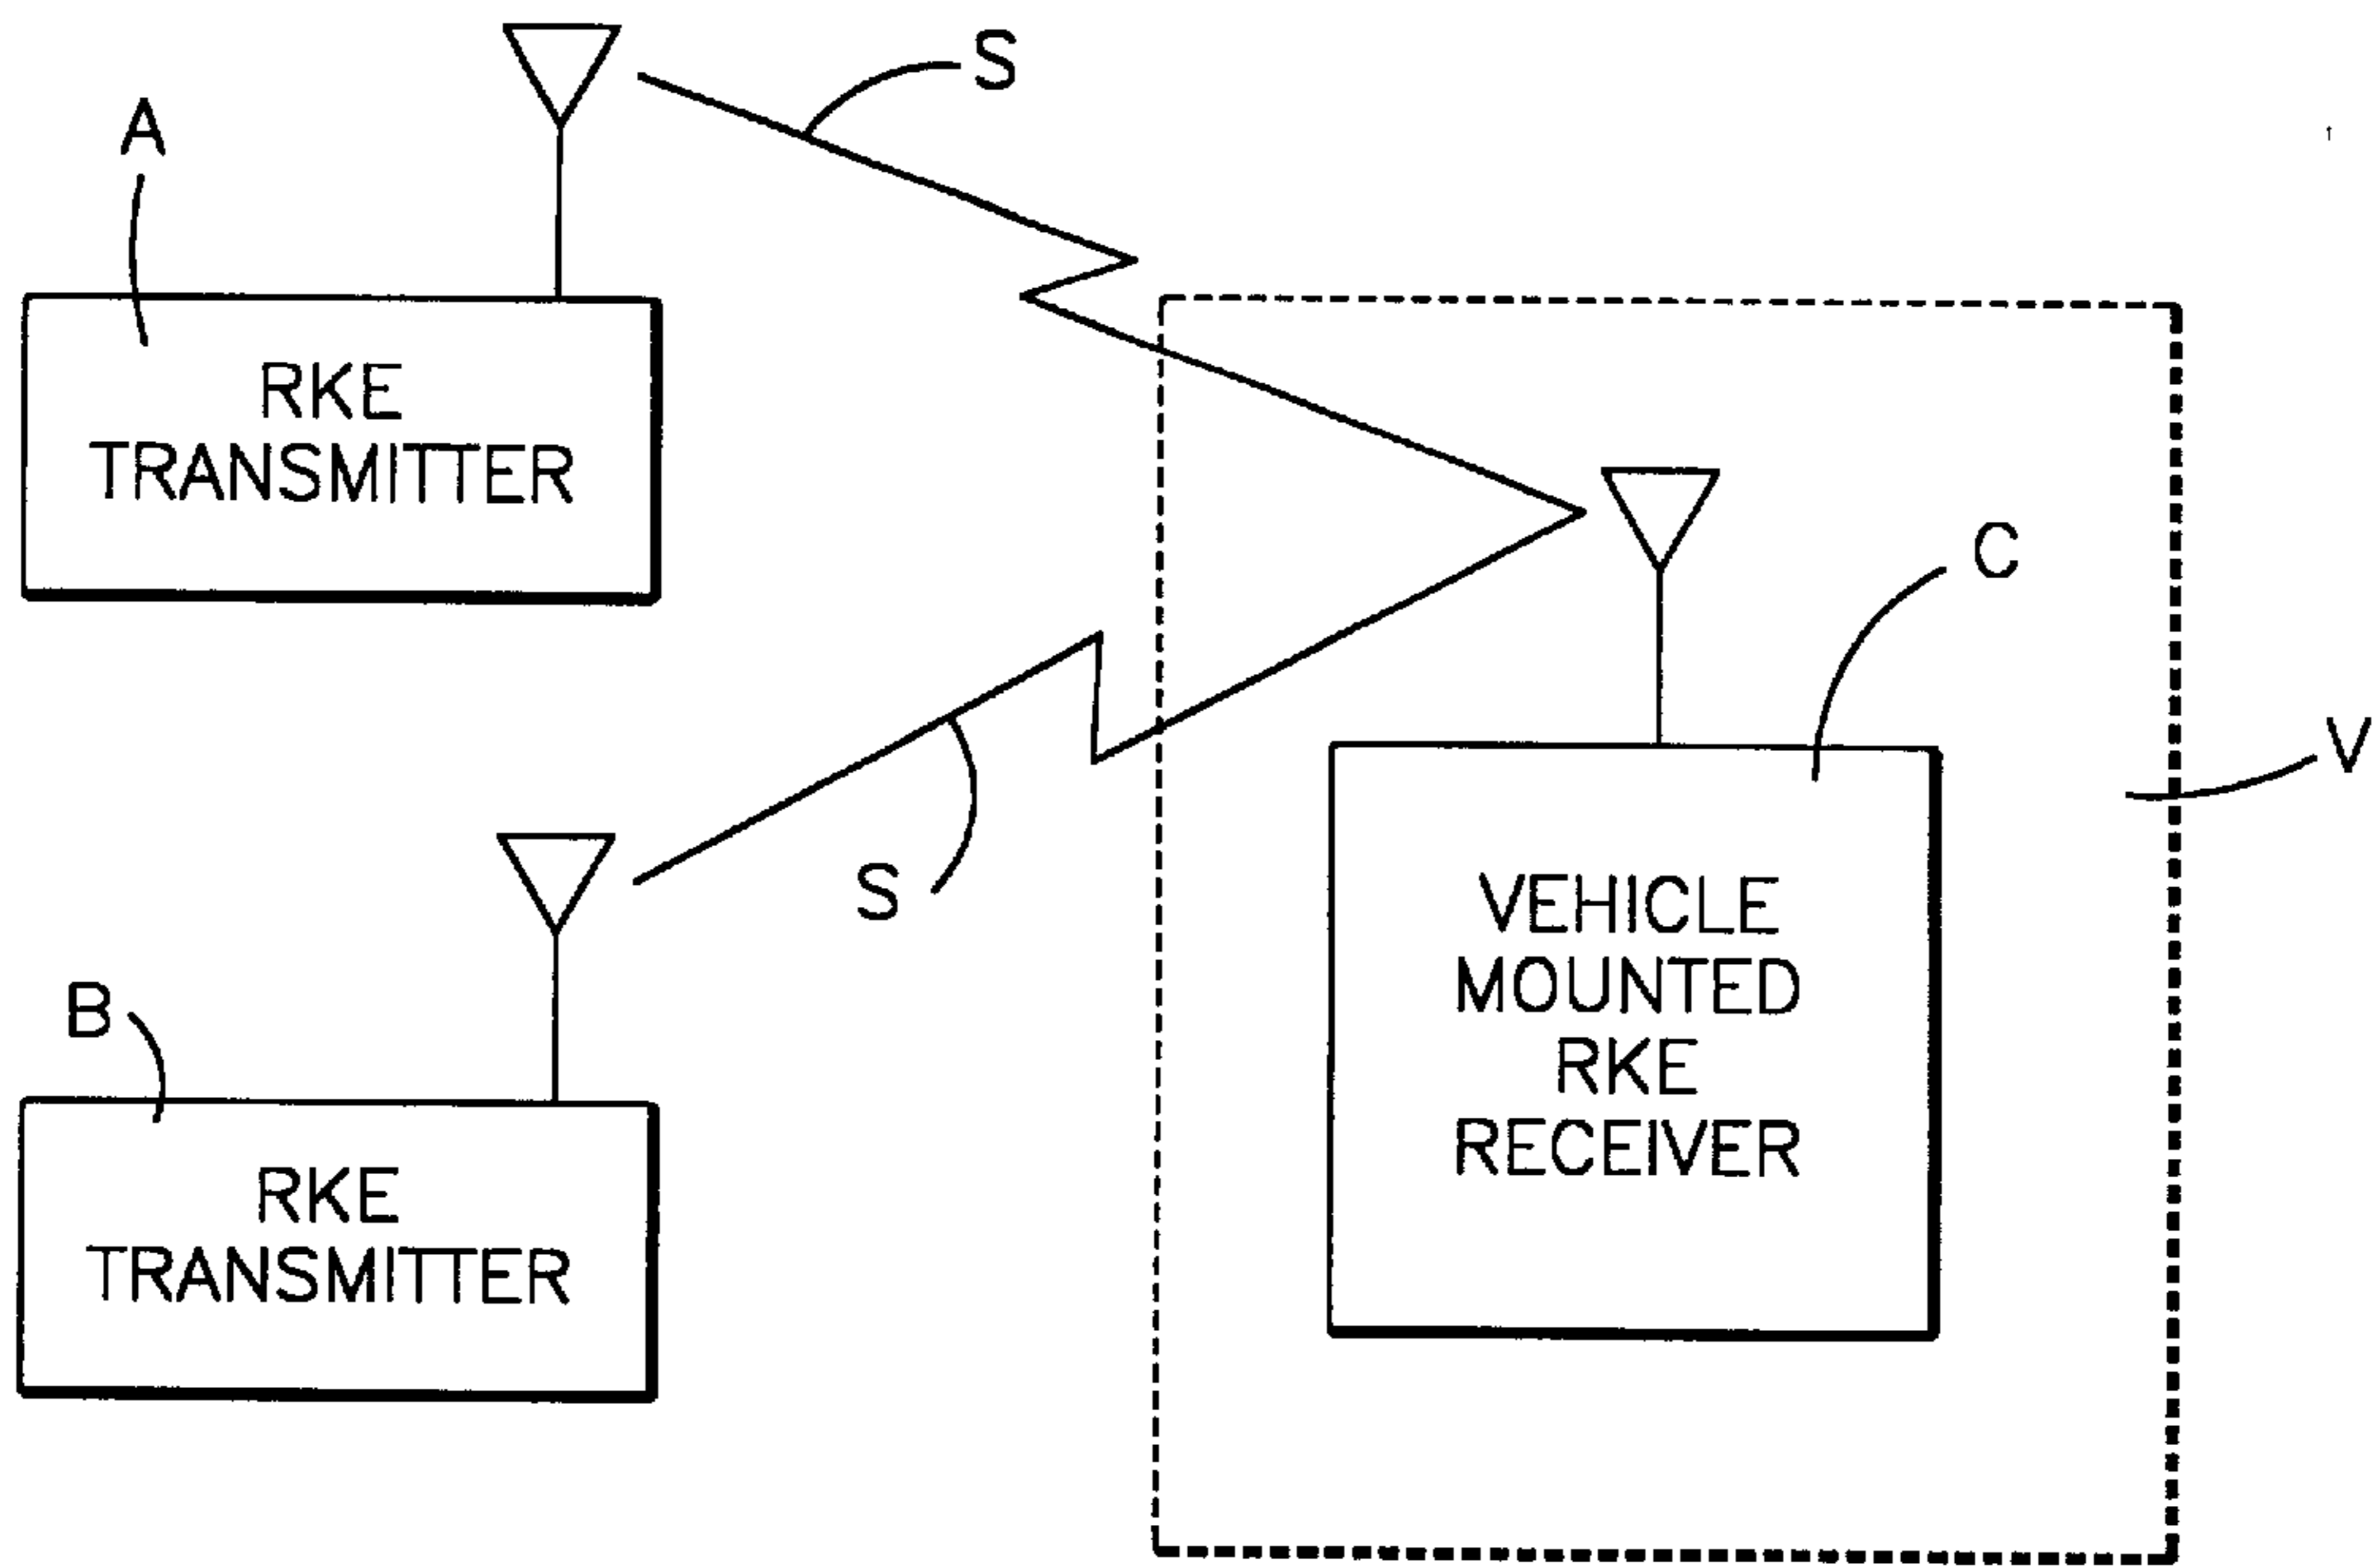 S
A
RKE
TRANSMITTER
C
V
S
VEHICLE
MOUNTED
RKE
RECEIVER
B
RKE
TRANSMITTER